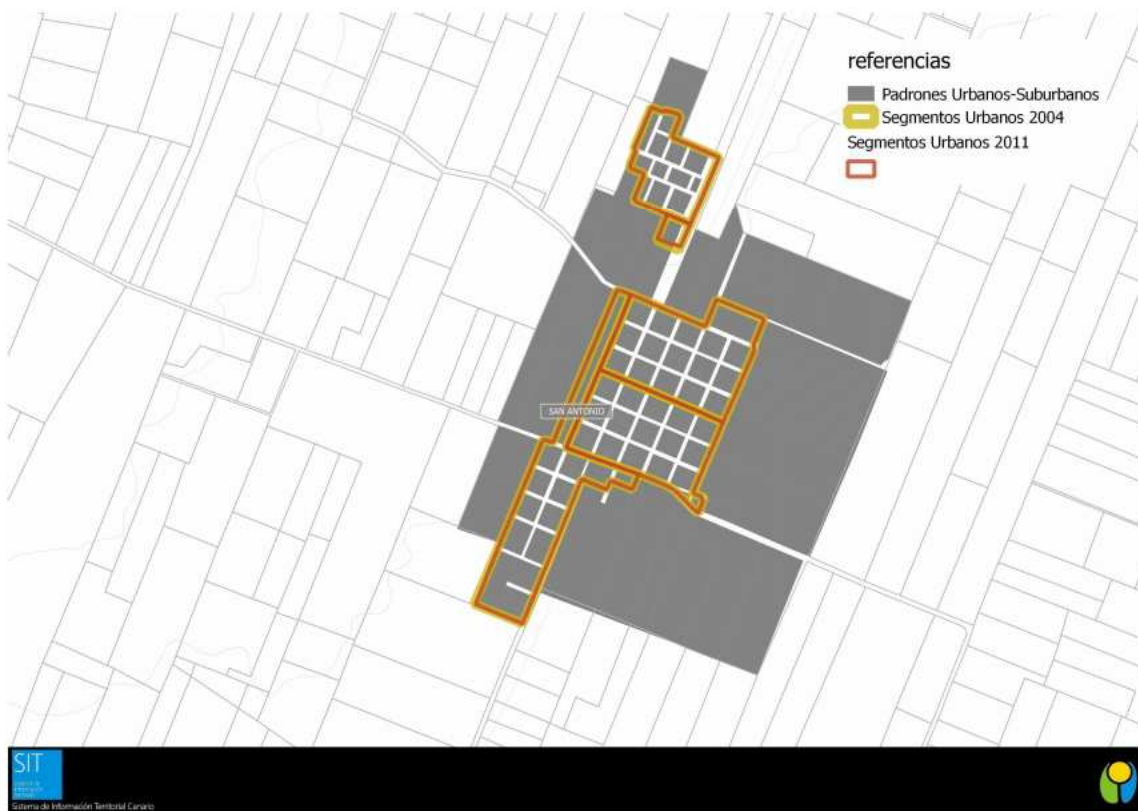 referencias
Padrones Urbanos-Suburbanos
Segmentos Urbanos 2004
Segmentos Urbanos 2011
SAN ANTONIO
SIT
Sistema de Información Territorial Canario